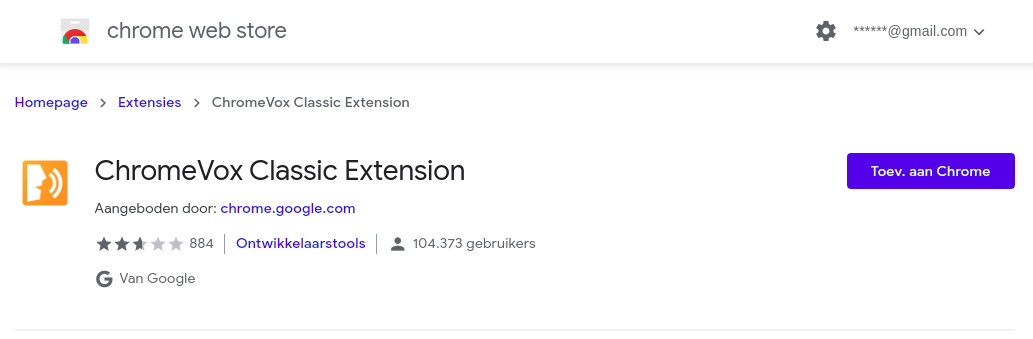 chrome web store
******@gmail.com
Homepage > Extensies > ChromeVox Classic Extension
ChromeVox Classic Extension
Toev. aan Chrome
Aangeboden door: chrome.google.com
884 Ontwikkelaarstools 104.373 gebruikers
Van Google